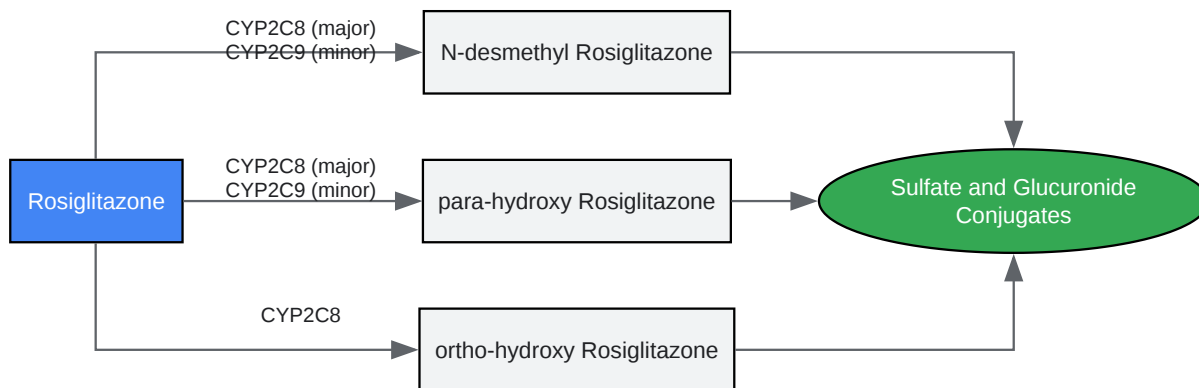 CYP2C8 (major)
CYP2C9 (minor)
N-desmethyl Rosiglitazone
Rosiglitazone
CYP2C8 (major)
CYP2C9 (minor)
para-hydroxy Rosiglitazone
Sulfate and Glucuronide
Conjugates
CYP2C8
ortho-hydroxy Rosiglitazone